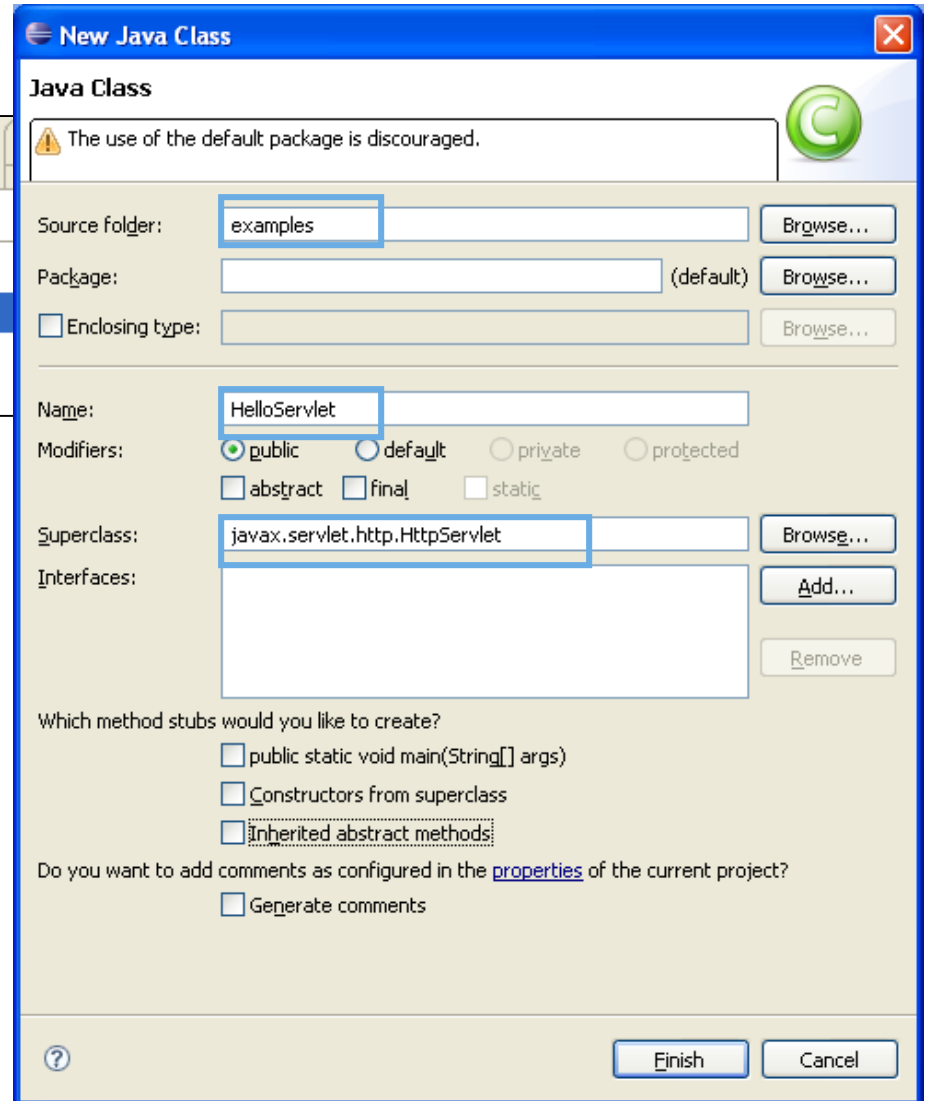 New Java Class
Java Class
The use of the default package is discouraged.
Source folder: examples Browse...
Package: (default) Browse...
Enclosing type: Browse...
Name: HelloServlet
Modifiers: public default private protected
abstract final static
Superclass: javax.servlet.http.HttpServlet Browse...
Interfaces: Add...
Remove
Which method stubs would you like to create?
public static void main(String[] args)
Constructors from superclass
Inherited abstract methods
Do you want to add comments as configured in the properties of the current project?
Generate comments
? Finish Cancel